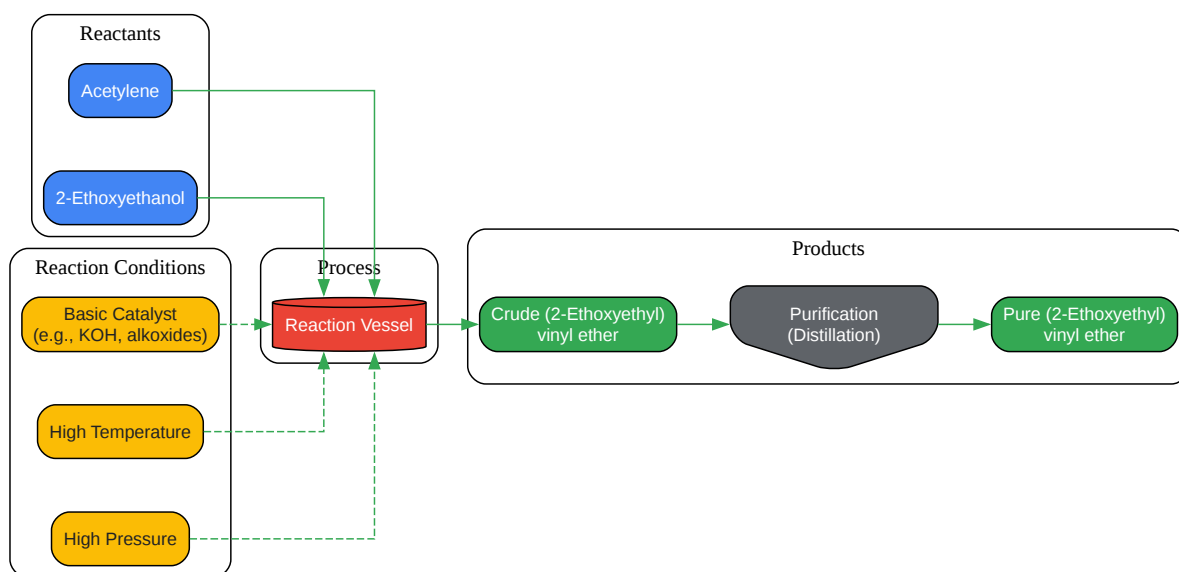 Reactants
Acetylene
2-Ethoxyethanol
Reaction Conditions
Basic Catalyst
(e.g., KOH, alkoxides)
High Temperature
High Pressure
Process
Reaction Vessel
Products
Crude (2-Ethoxyethyl)
vinyl ether
Purification
(Distillation)
Pure (2-Ethoxyethyl)
vinyl ether